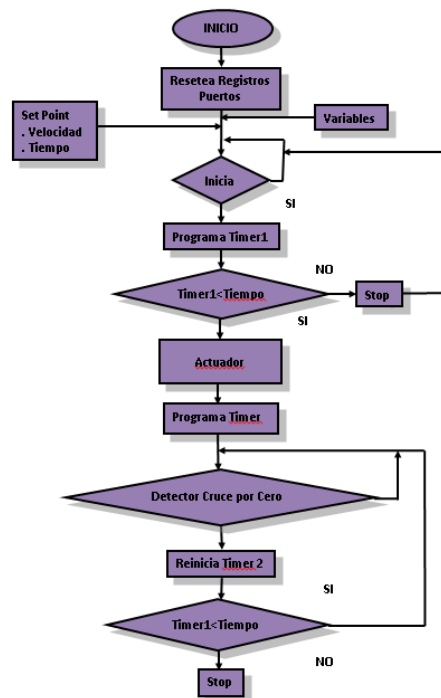 INICIO
Resetea Registros
Puertos
Set Point
. Velocidad
. Tiempo
Variables
Inicia
SI
Programa Timer1
NO
Timer1<Tiempo
Stop
SI
Actuador
Programa Timer
Detector Cruce por Cero
Reinicia Timer 2
SI
Timer1<Tiempo
NO
Stop